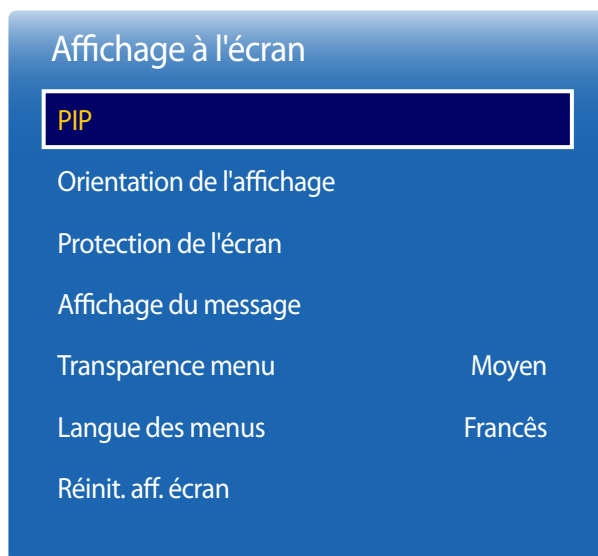 Affichage à l'écran
PIP
Orientation de l'affichage
Protection de l'écran
Affichage du message
Transparence menu Moyen
Langue des menus Francês
Réinit. aff. écran